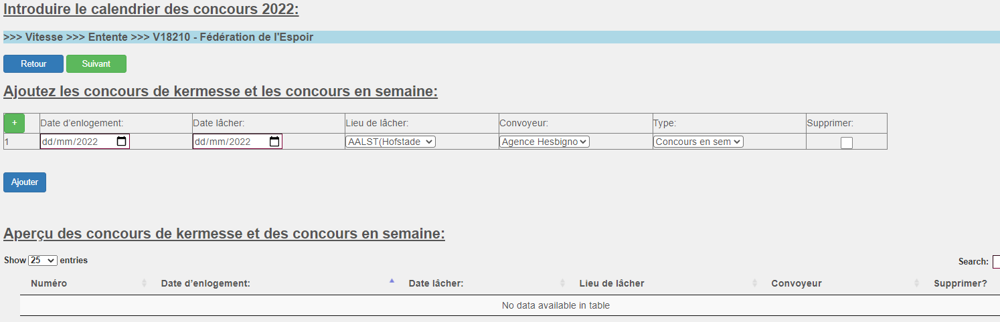 Introduire le calendrier des concours 2022:
>>> Vitesse >>> Entente >>> V18210 - Fédération de l'Espoir
Retour Suivant
Ajoutez les concours de kermesse et les concours en semaine:
+ Date d’enlogement: Date lâcher: Lieu de lâcher: Convoyeur: Type: Supprimer:
1 dd/mm/2022 dd/mm/2022 AALST(Hofstade Agence Hesbigno Concours en sem
Ajouter
Aperçu des concours de kermesse et des concours en semaine:
Show 25 entries Search:
Numéro Date d’enlogement: Date lâcher: Lieu de lâcher Convoyeur Supprimer?
No data available in table